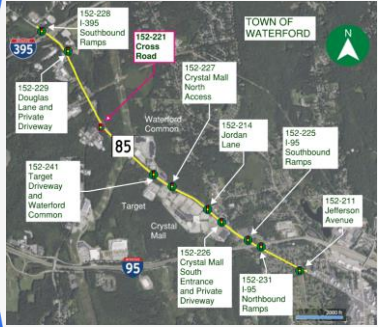 152-228
I-395
Southbound
Ramps
TOWN OF
WATERFORD
N
395
152-221
Cross
Road
152-227
Crystal Mall
North
Access
152-229
Douglas
Lane and
Private
Driveway
85
Waterford
Common
152-214
Jordan
Lane
152-225
I-95
Southbound
Ramps
152-241
Target
Driveway
and
Waterford
Common
152-211
Jefferson
Avenue
Target
Crystal
Mall
95
152-226
Crystal Mall
South
Entrance
and Private
Driveway
152-231
I-95
Northbound
Ramps